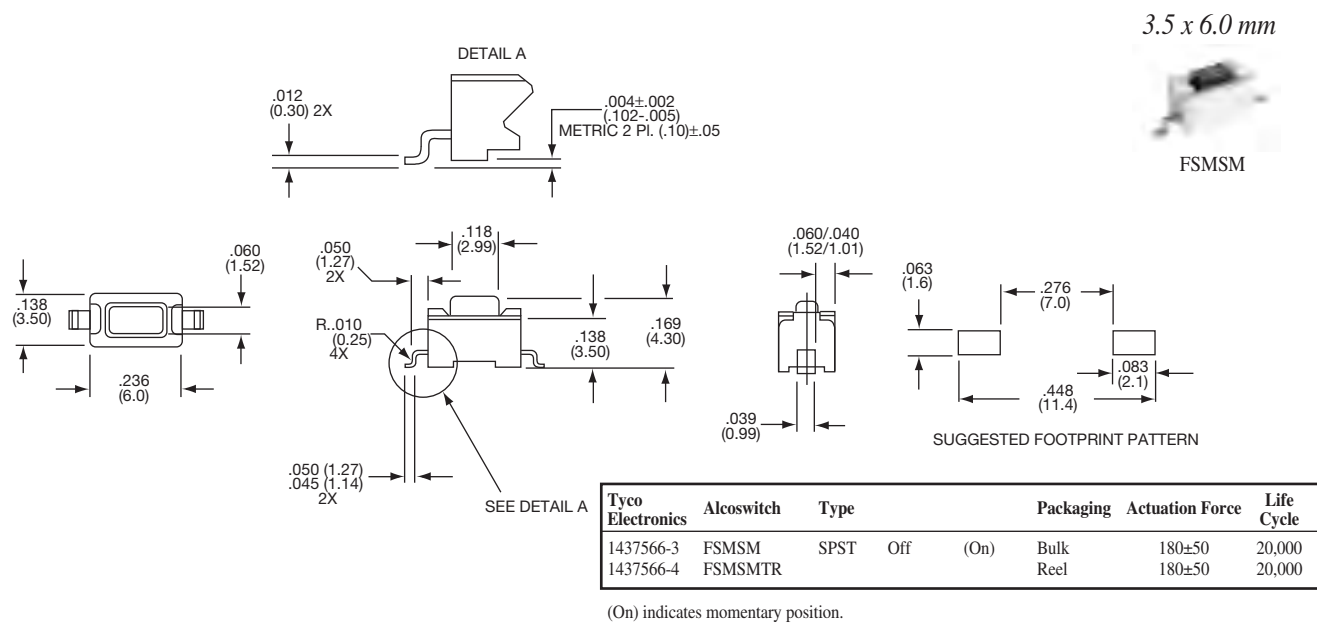 3.5 x 6.0 mm
FSMSM
DETAIL A
.012
(0.30) 2X
.004±.002
(.102-.005)
METRIC 2 Pl. (.10)±.05
.138
(3.50)
.060
(1.52)
.236
(6.0)
.050
(1.27)
2X
.118
(2.99)
R..010
(0.25)
4X
.138
(3.50)
.169
(4.30)
.050 (1.27)
.045 (1.14)
2X
SEE DETAIL A
.060/.040
(1.52/1.01)
.039
(0.99)
.063
(1.6)
.276
(7.0)
.083
(2.1)
.448
(11.4)
SUGGESTED FOOTPRINT PATTERN
Tyco Electronics Alcoswitch Type Packaging Actuation Force Life Cycle
1437566-3 FSMSM SPST Off (On) Bulk 180±50 20,000
1437566-4 FSMSMTR Reel 180±50 20,000
(On) indicates momentary position.